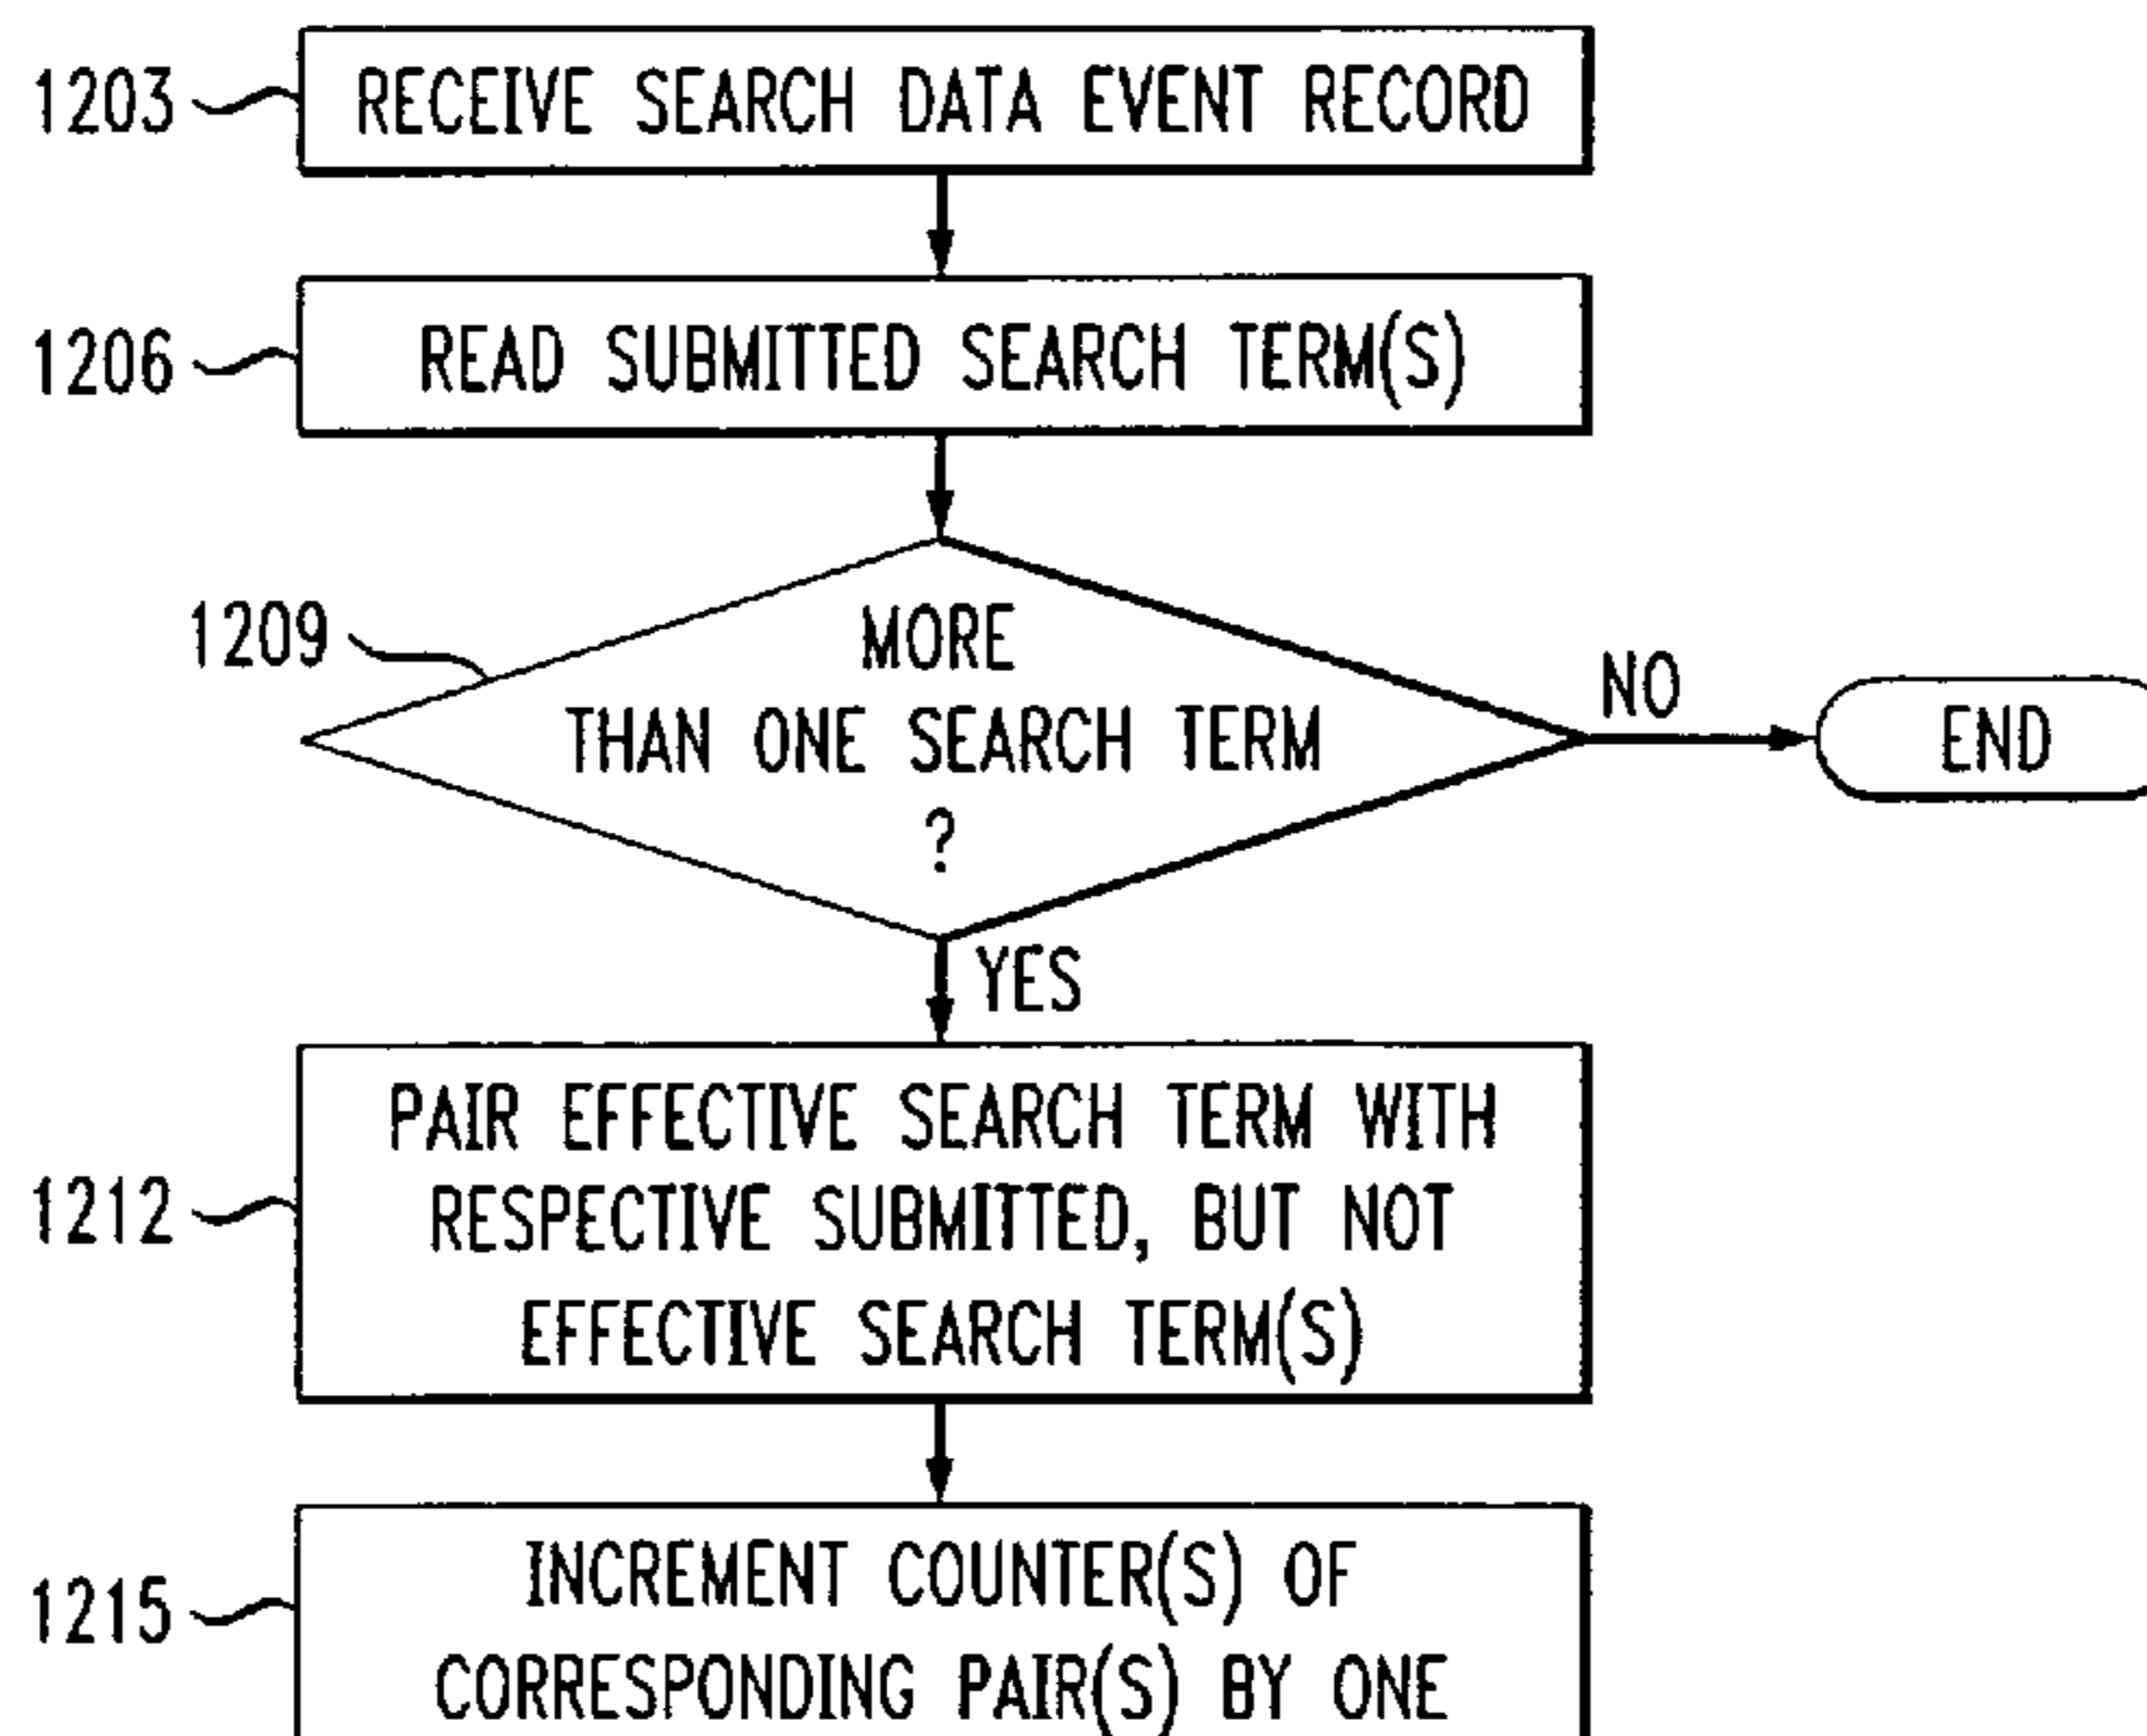 1203
RECEIVE SEARCH DATA EVENT RECORD
1206
READ SUBMITTED SEARCH TERM(S)
1209
MORE
THAN ONE SEARCH TERM
?
NO
END
YES
1212
PAIR EFFECTIVE SEARCH TERM WITH
RESPECTIVE SUBMITTED, BUT NOT
EFFECTIVE SEARCH TERM(S)
1215
INCREMENT COUNTER(S) OF
CORRESPONDING PAIR(S) BY ONE